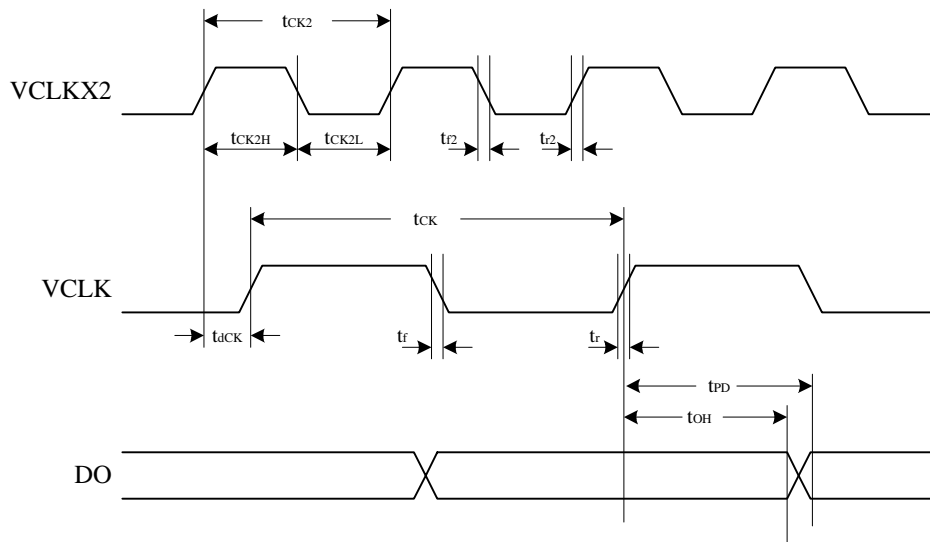 tCK2
VCLKX2
tCK2H tCK2L tf2 tr2
tCK
VCLK
tdCK tf tr
tPD
tOH
DO